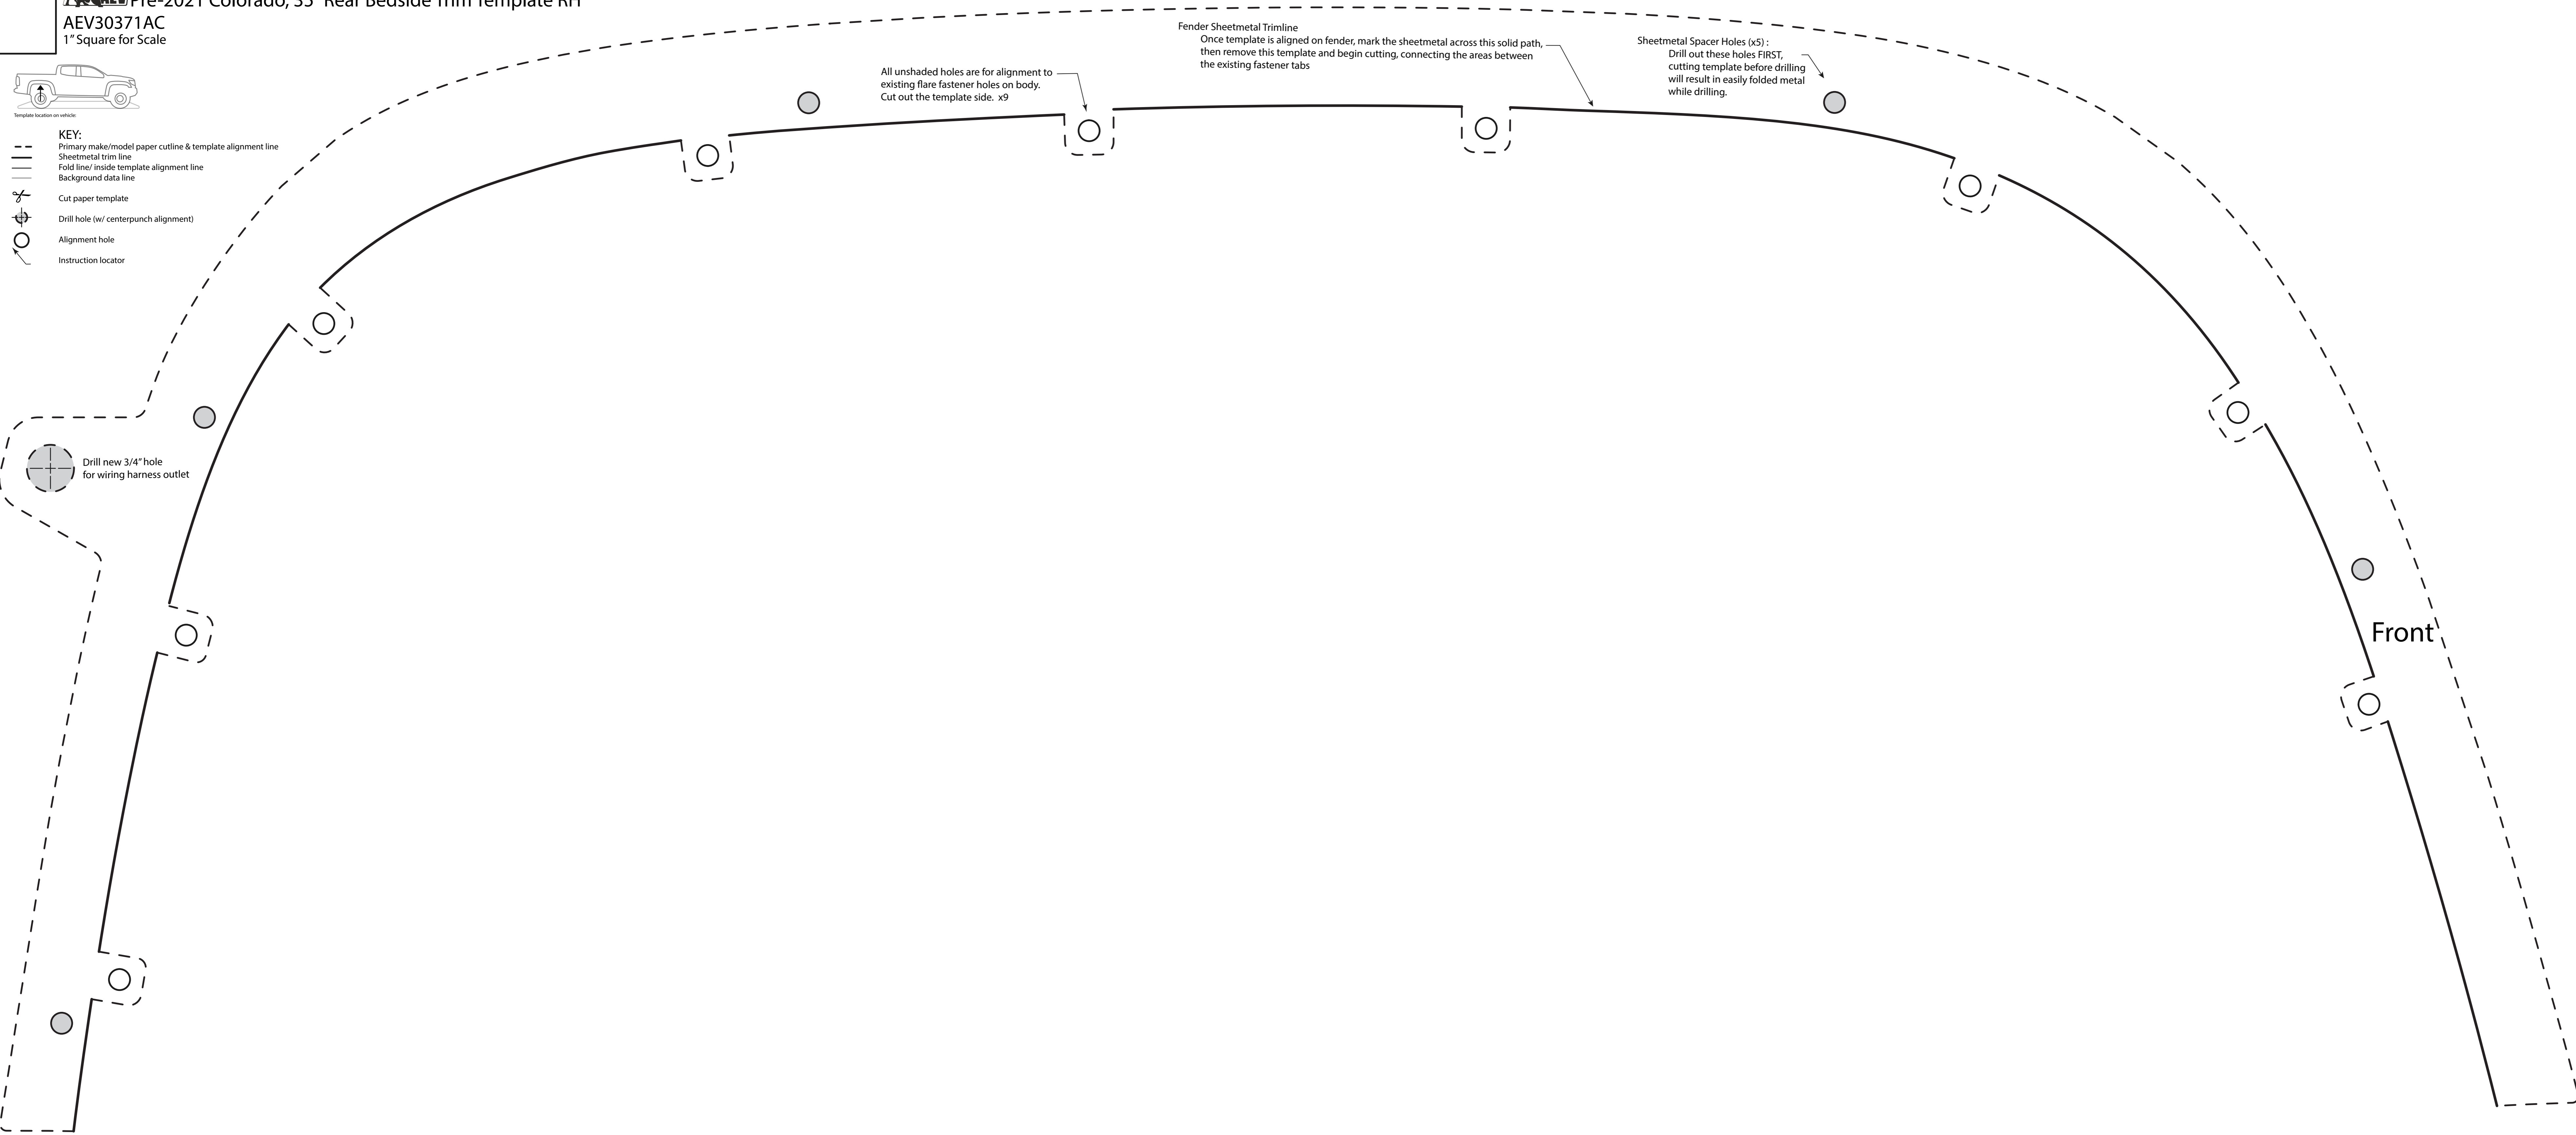 AEV Pre-2021 Colorado, 35" Rear Bedside Trim Template RH
AEV30371AC
1" Square for Scale
Template location on vehicle:
KEY:
Primary make/model paper cutline & template alignment line
Sheetmetal trim line
Fold line/ inside template alignment line
Background data line
Cut paper template
Drill hole (w/ centerpunch alignment)
Alignment hole
Instruction locator
All unshaded holes are for alignment to
existing flare fastener holes on body.
Cut out the template side. x9
Fender Sheetmetal Trimline
Once template is aligned on fender, mark the sheetmetal across this solid path,
then remove this template and begin cutting, connecting the areas between
the existing fastener tabs
Sheetmetal Spacer Holes (x5) :
Drill out these holes FIRST,
cutting template before drilling
will result in easily folded metal
while drilling.
Drill new 3/4" hole
for wiring harness outlet
Front